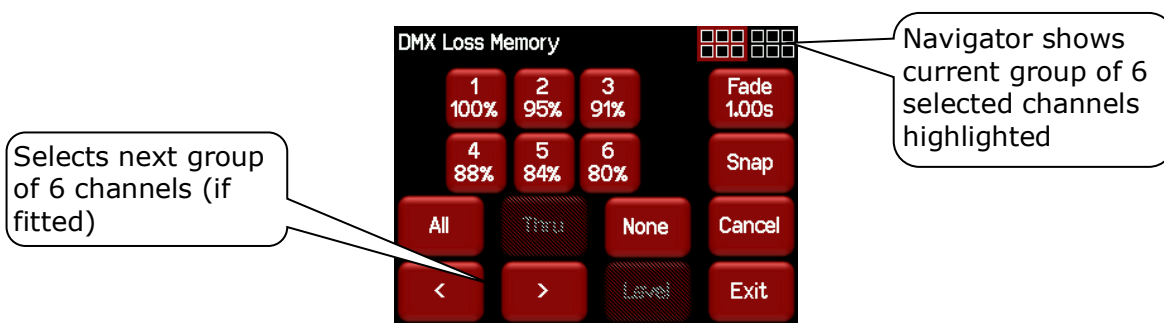 DMX Loss Memory
1
100%
2
95%
3
91%
Fade
1.00s
4
88%
5
84%
6
80%
Snap
All
Thru
None
Cancel
<
>
Level
Exit
Navigator shows
current group of 6
selected channels
highlighted
Selects next group
of 6 channels (if
fitted)